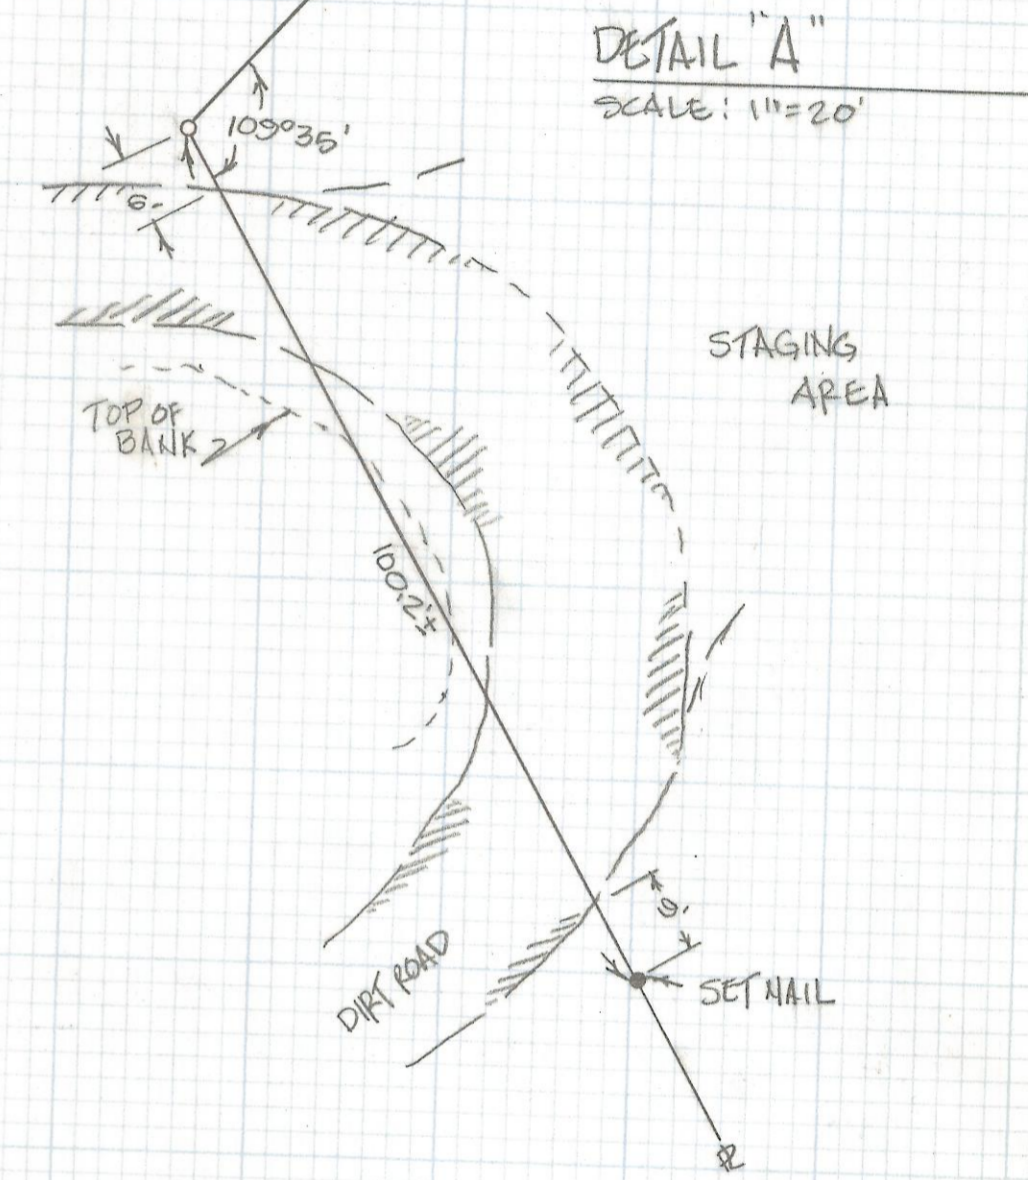 DETAIL "A"
SCALE: 1"=20'
109°35'
6'
STAGING
AREA
TOP OF
BANK
100.2'±
9'
DIRT ROAD
SET NAIL
PL